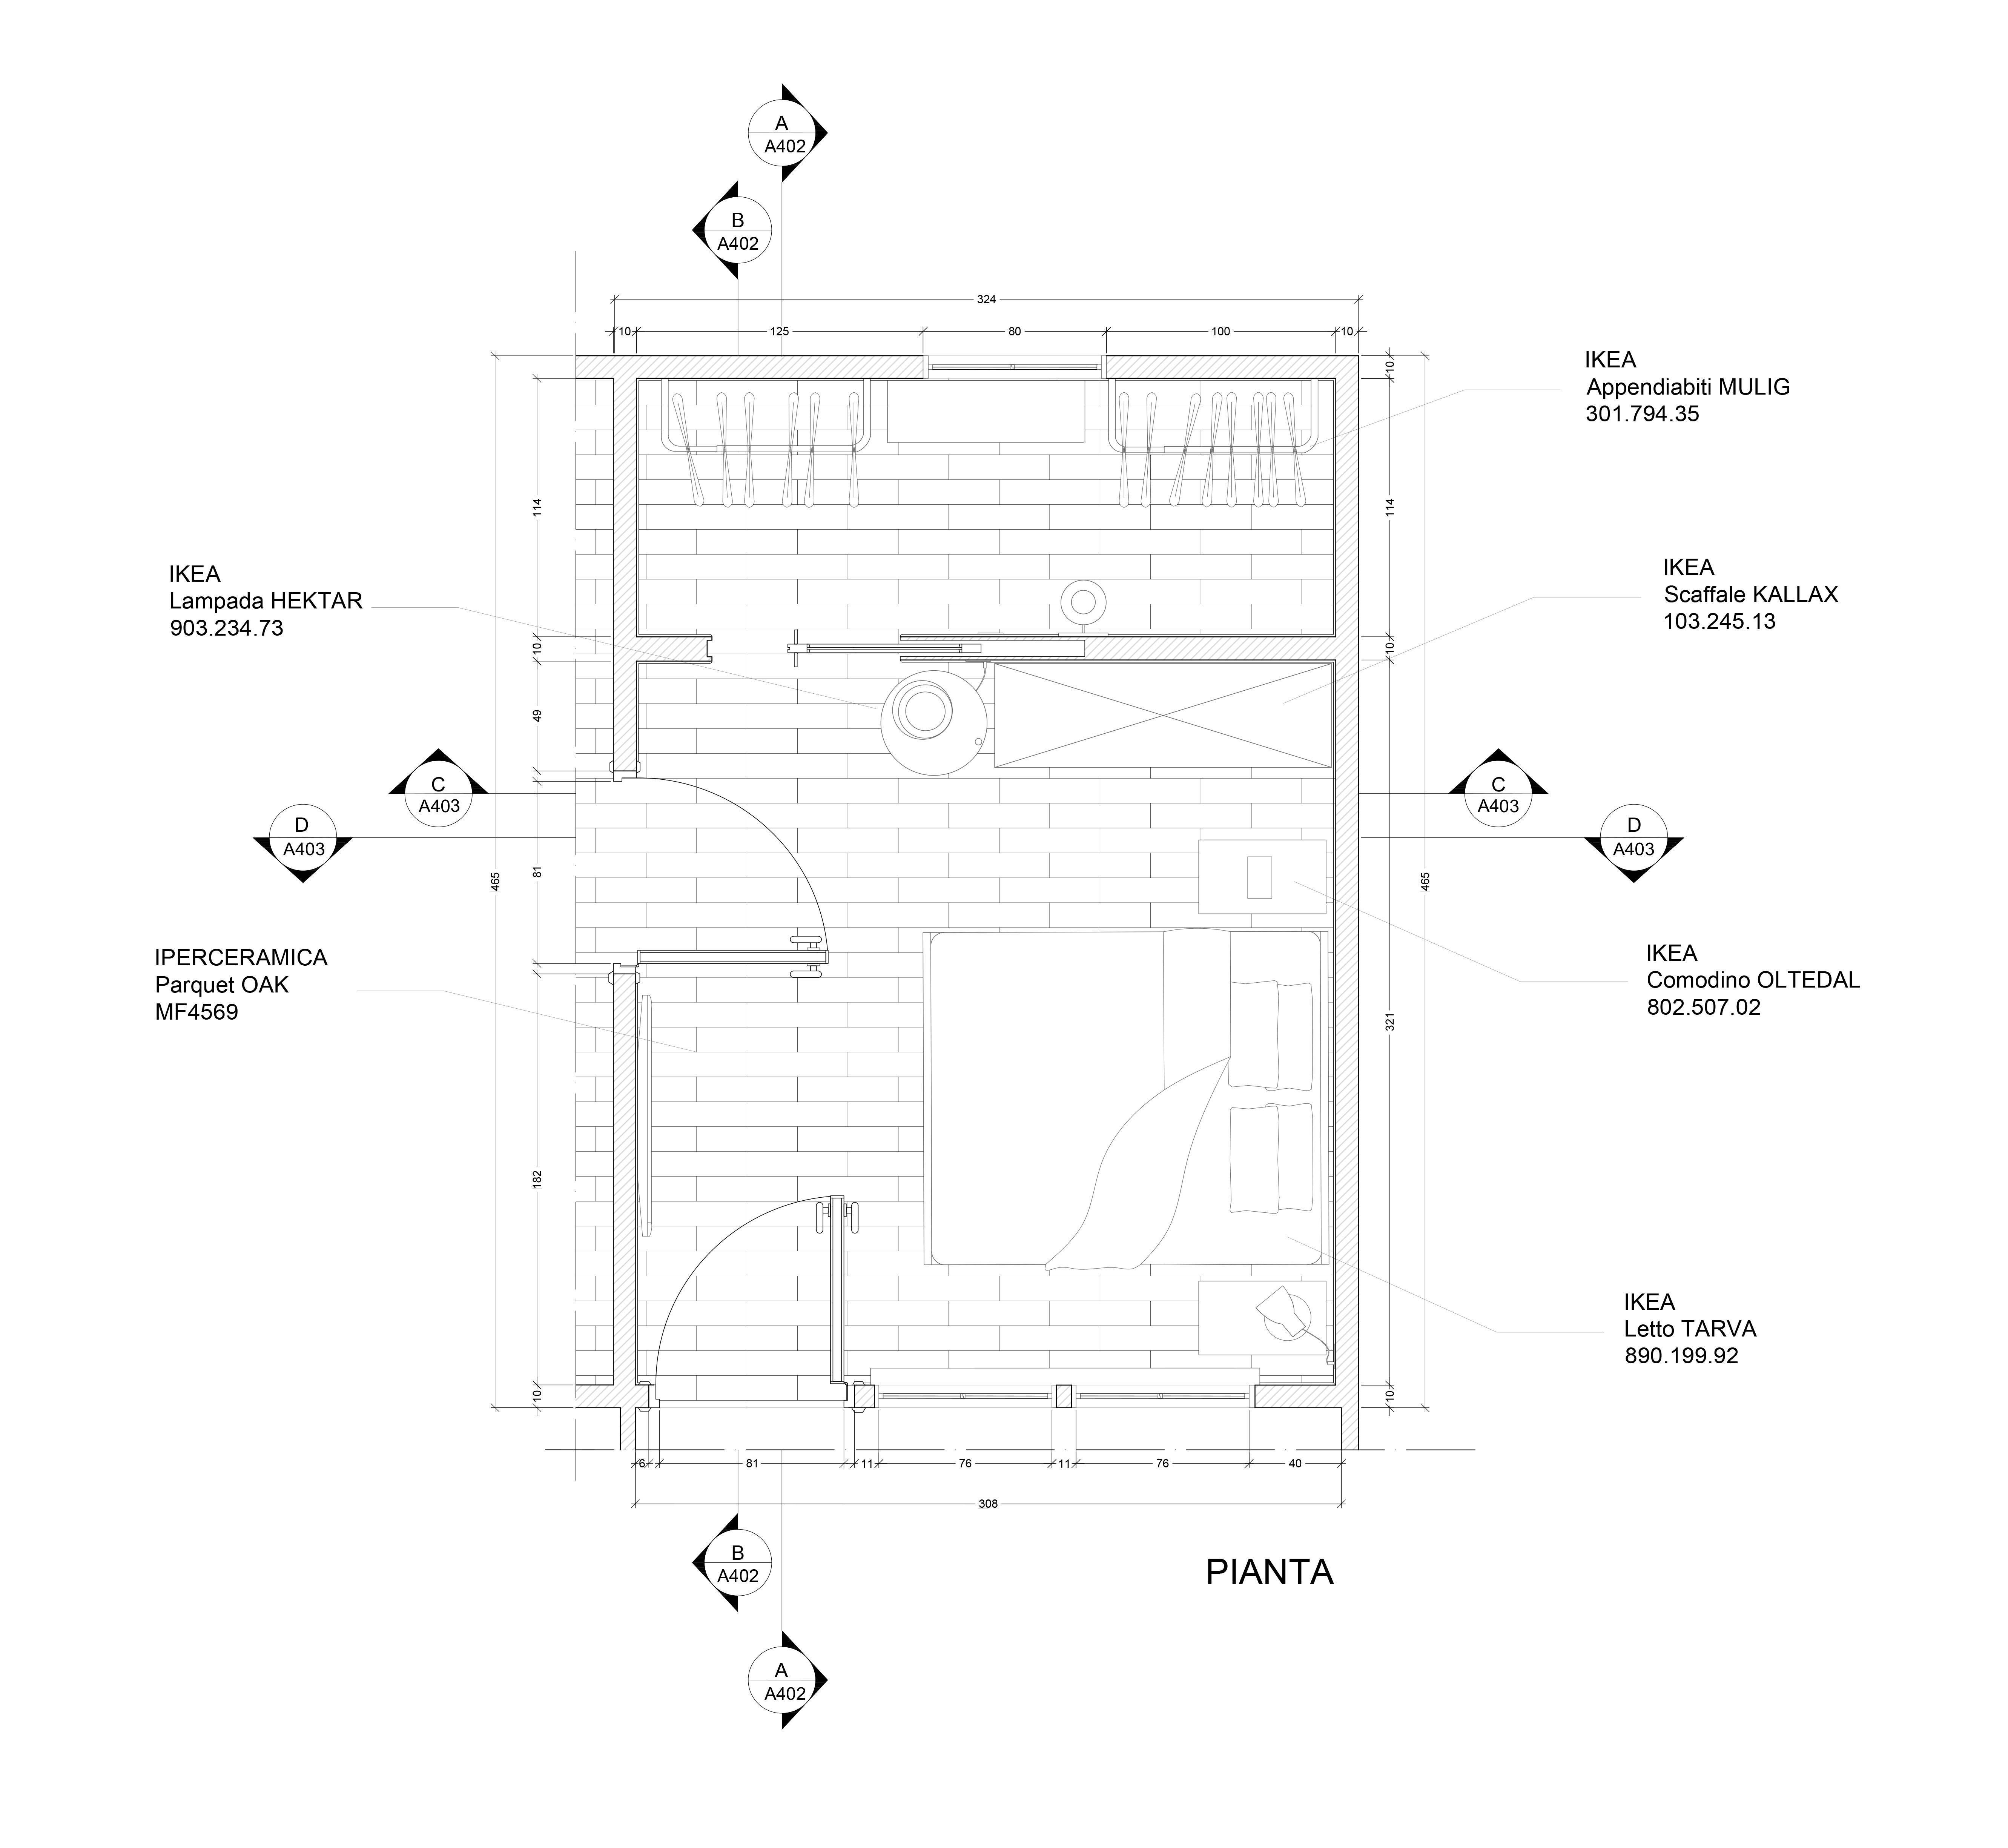 A
A402
B
A402
324
10
125
80
100
10
IKEA
Appendiabiti MULIG
301.794.35
10
114
114
IKEA
Lampada HEKTAR
903.234.73
IKEA
Scaffale KALLAX
103.245.13
10
10
49
C
A403
C
A403
D
A403
D
A403
81
465
465
IPERCERAMICA
Parquet OAK
MF4569
IKEA
Comodino OLTEDAL
802.507.02
321
182
IKEA
Letto TARVA
890.199.92
10
10
6
81
11
76
11
76
40
308
B
A402
PIANTA
A
A402